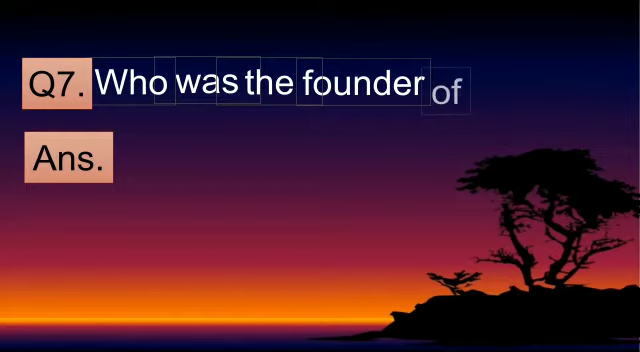 Q7. Who was the founder of
Ans.